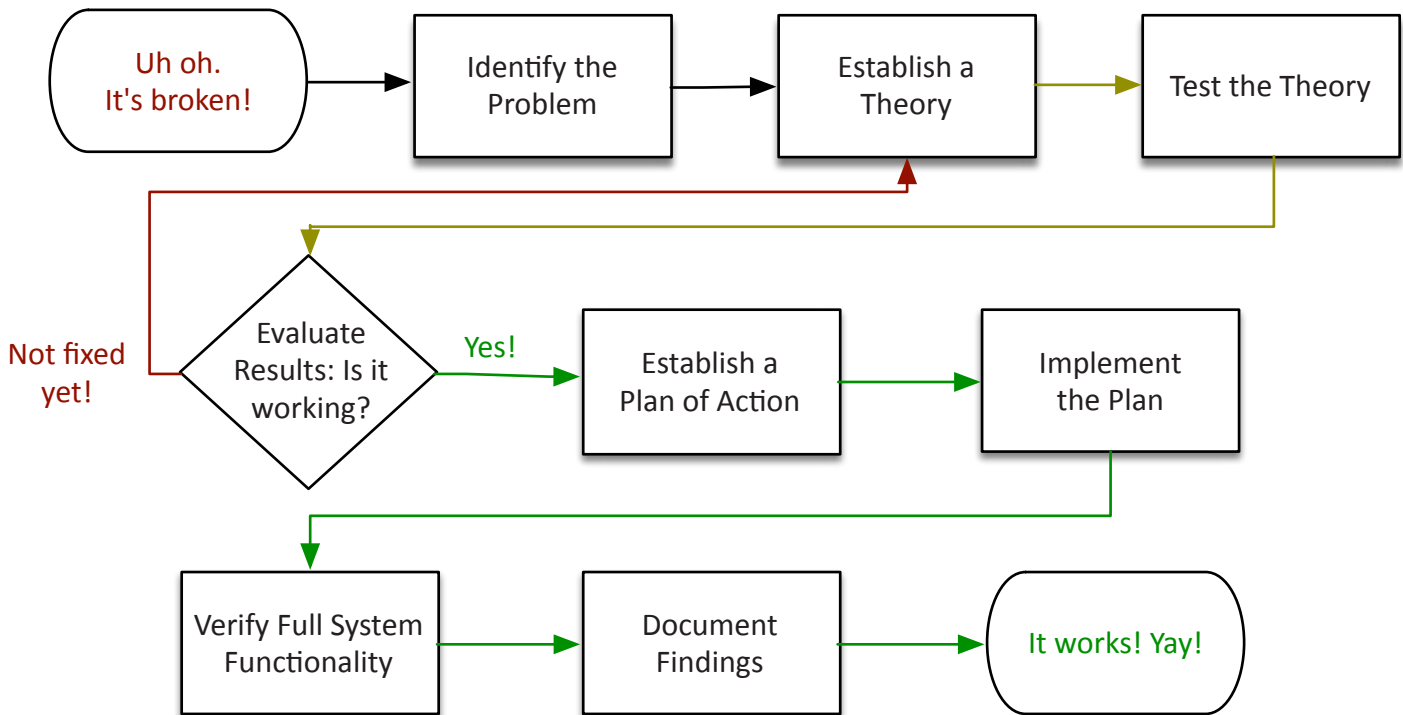 Uh oh.
It's broken!
Identify the
Problem
Establish a
Theory
Test the Theory
Not fixed
yet!
Evaluate
Results: Is it
working?
Yes!
Establish a
Plan of Action
Implement
the Plan
Verify Full System
Functionality
Document
Findings
It works! Yay!